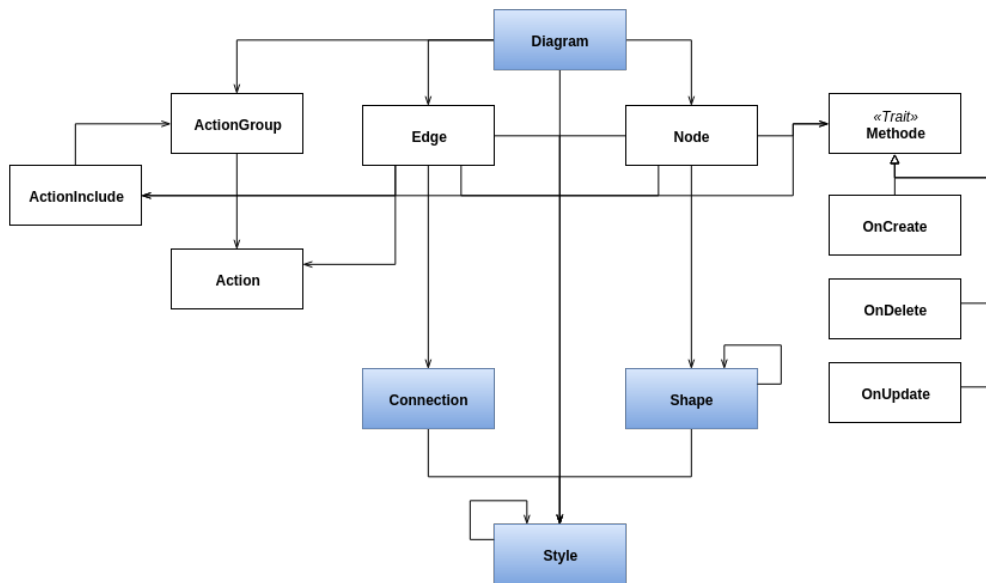 Diagram
ActionGroup
Edge
Node
«Trait»
Methode
ActionInclude
OnCreate
Action
OnDelete
Connection
Shape
OnUpdate
Style